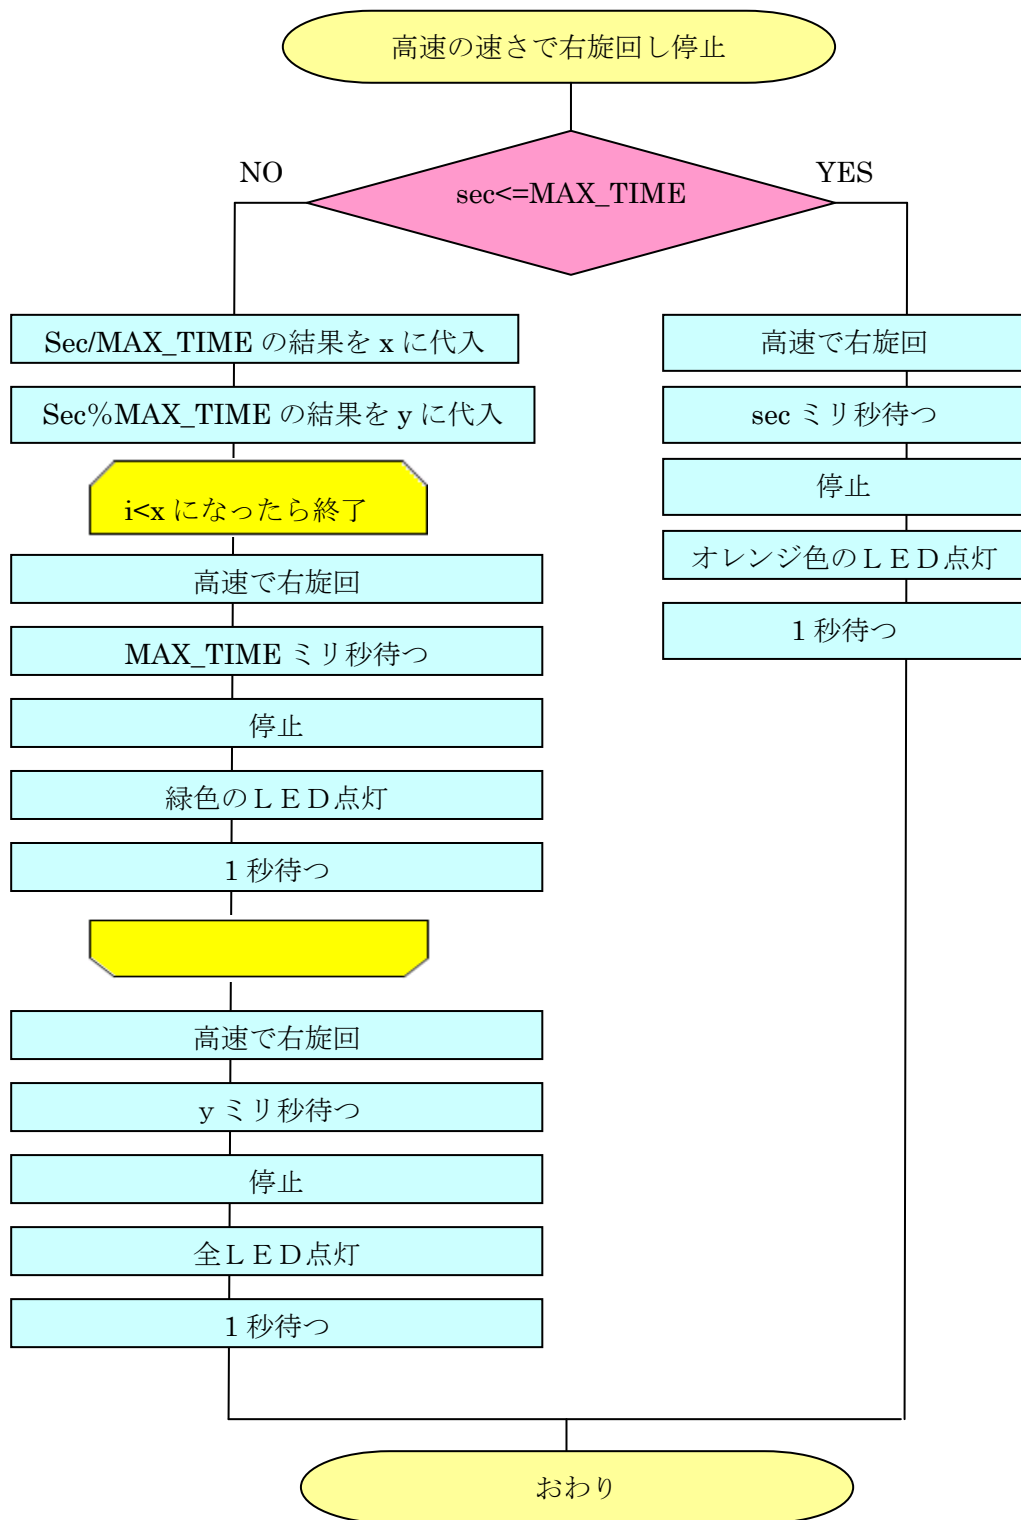 高速の速さで右旋回し停止
NO
YES
sec<=MAX_TIME
Sec/MAX_TIME の結果を x に代入
Sec%MAX_TIME の結果を y に代入
i<x になったら終了
高速で右旋回
MAX_TIME ミリ秒待つ
停止
緑色のＬＥＤ点灯
1 秒待つ
高速で右旋回
y ミリ秒待つ
停止
全ＬＥＤ点灯
1 秒待つ
高速で右旋回
sec ミリ秒待つ
停止
オレンジ色のＬＥＤ点灯
1 秒待つ
おわり